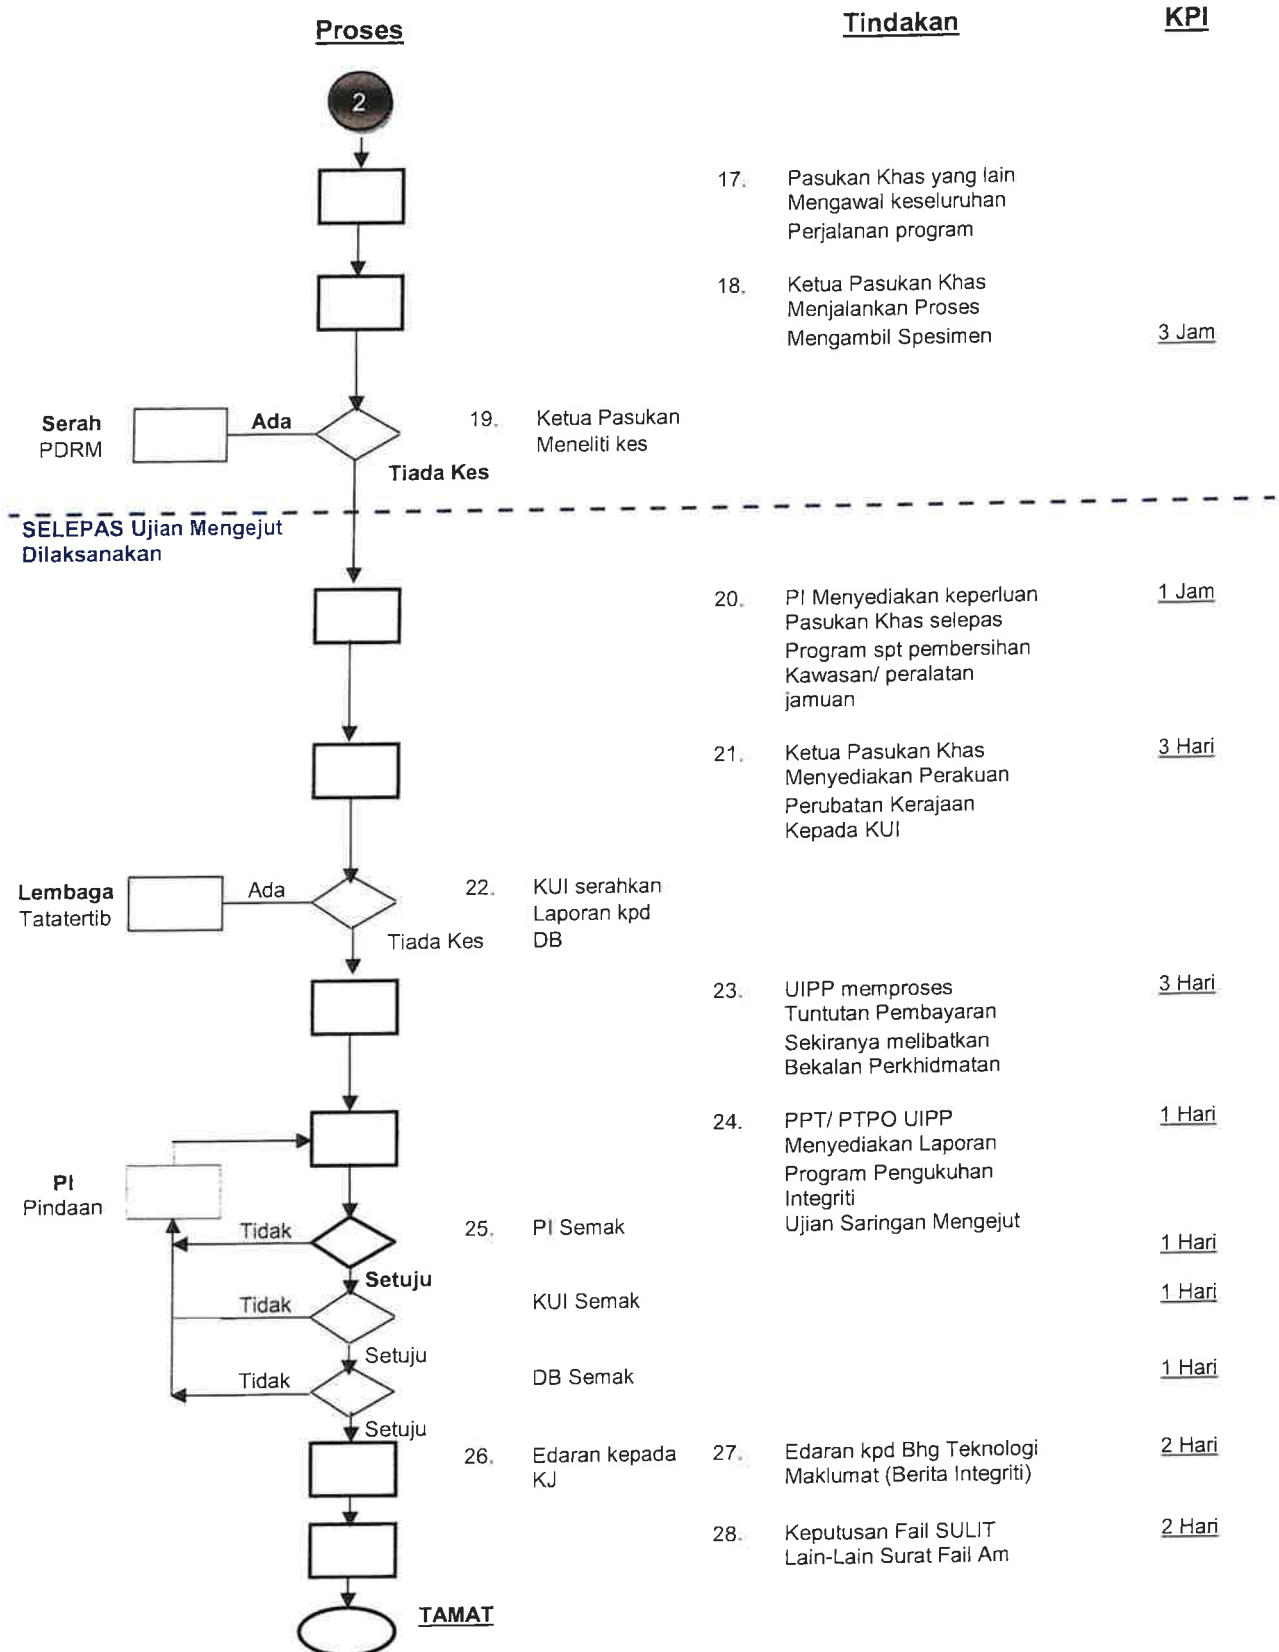 Proses
Tindakan
KPI
2
17. Pasukan Khas yang lain
Mengawal keseluruhan
Perjalanan program
18. Ketua Pasukan Khas
Menjalankan Proses
Mengambil Spesimen
3 Jam
Serah
PDRM
Ada
19. Ketua Pasukan
Meneliti kes
Tiada Kes
SELEPAS Ujian Mengejut
Dilaksanakan
20. PI Menyediakan keperluan
Pasukan Khas selepas
Program spt pembersihan
Kawasan/ peralatan
jamuan
1 Jam
21. Ketua Pasukan Khas
Menyediakan Perakuan
Perubatan Kerajaan
Kepada KUI
3 Hari
Lembaga
Tatatertib
Ada
22. KUI serahkan
Laporan kpd
DB
Tiada Kes
23. UIPP memproses
Tuntutan Pembayaran
Sekiranya melibatkan
Bekalan Perkhidmatan
3 Hari
24. PPT/ PTPO UIPP
Menyediakan Laporan
Program Pengukuhan
Integriti
Ujian Saringan Mengejut
1 Hari
PI
Pindaan
Tidak
25. PI Semak
1 Hari
Setuju
Tidak
KUI Semak
1 Hari
Setuju
Tidak
DB Semak
1 Hari
Setuju
26. Edaran kepada
KJ
27. Edaran kpd Bhg Teknologi
Maklumat (Berita Integriti)
2 Hari
28. Keputusan Fail SULIT
Lain-Lain Surat Fail Am
2 Hari
TAMAT